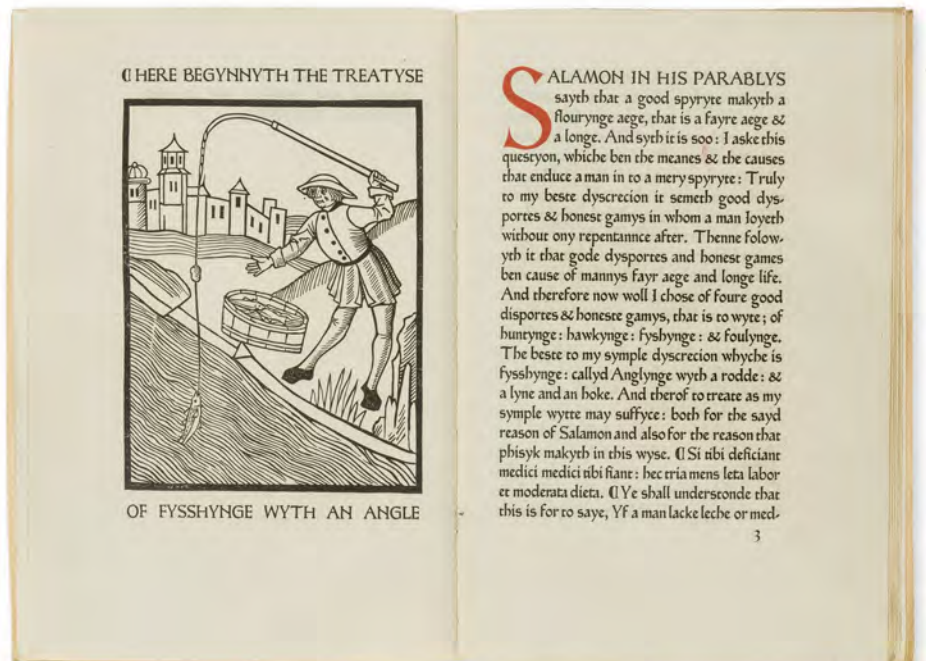 ⁋ HERE BEGYNNYTH THE TREATYSE
OF FYSSHYNGE WYTH AN ANGLE
SALAMON IN HIS PARABLYS
sayth that a good spyryte makyth a
flourynge aege, that is a fayre aege &
a longe. And syth it is soo: I aske this
questyon, whiche ben the meanes & the causes
that enduce a man in to a mery spyryte: Truly
to my beste dyscrecion it semeth good dys-
portes & honest gamys in whom a man Ioyeth
without ony repentannce after. Thenne folow-
yth it that gode dysportes and honest games
ben cause of mannys fayr aege and longe life.
And therefore now woll I chose of foure good
disportes & honeste gamys, that is to wyte; of
huntynge: hawkynge: fyshynge: & foulynge.
The beste to my symple dyscrecion whyche is
fysshynge: callyd Anglynge wyth a rodde: &
a lyne and an hoke. And therof to treate as my
symple wytte may suffyce: both for the sayd
reason of Salamon and also for the reason that
phisyk makyth in this wyse. ⁋ Si tibi deficiant
medici medici tibi fiant: hec tria mens leta labor
et moderata dieta. ⁋ Ye shall understonde that
this is for to saye, Yf a man lacke leche or med-
3